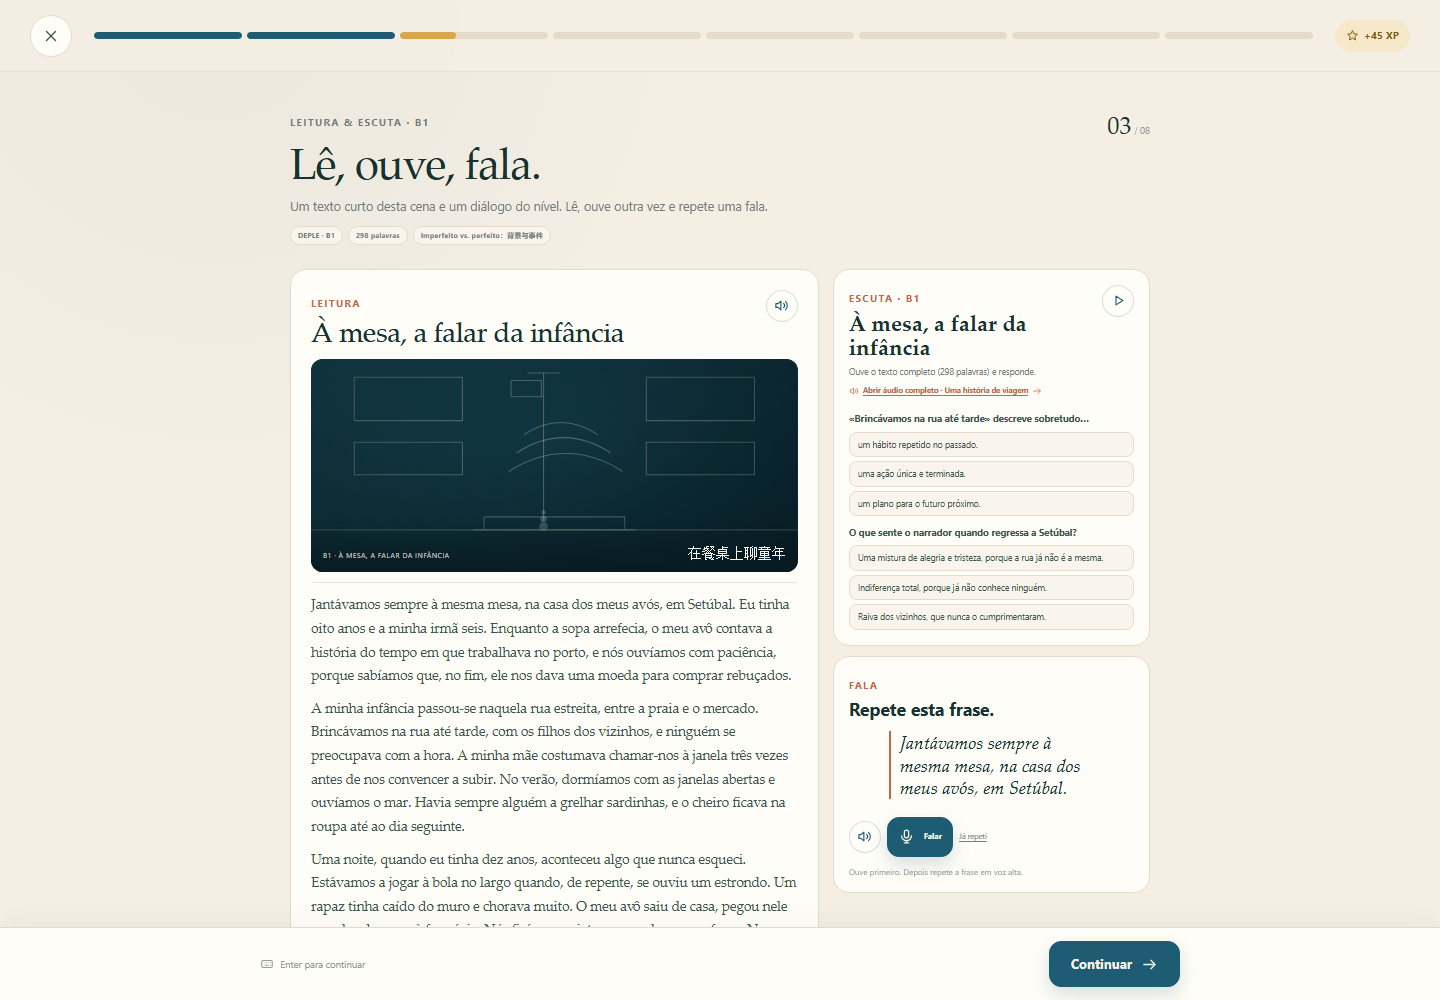 +45 XP
LEITURA & ESCUTA · B1
03 / 08
Lê, ouve, fala.
Um texto curto desta cena e um diálogo do nível. Lê, ouve outra vez e repete uma fala.
DEPLE · B1
298 palavras
Imperfeito vs. perfeito: 背景与事件
LEITURA
À mesa, a falar da infância
B1 · À MESA, A FALAR DA INFÂNCIA
在餐桌上聊童年
Jantávamos sempre à mesma mesa, na casa dos meus avós, em Setúbal. Eu tinha
oito anos e a minha irmã seis. Enquanto a sopa arrefecia, o meu avô contava a
história do tempo em que trabalhava no porto, e nós ouvíamos com paciência,
porque sabíamos que, no fim, ele nos dava uma moeda para comprar rebuçados.
A minha infância passou-se naquela rua estreita, entre a praia e o mercado.
Brincávamos na rua até tarde, com os filhos dos vizinhos, e ninguém se
preocupava com a hora. A minha mãe costumava chamar-nos à janela três vezes
antes de nos convencer a subir. No verão, dormíamos com as janelas abertas e
ouvíamos o mar. Havia sempre alguém a grelhar sardinhas, e o cheiro ficava na
roupa até ao dia seguinte.
Uma noite, quando eu tinha dez anos, aconteceu algo que nunca esqueci.
Estávamos a jogar à bola no largo quando, de repente, se ouviu um estrondo. Um
rapaz tinha caído do muro e chorava muito. O meu avô saiu de casa, pegou nele
ESCUTA · B1
À mesa, a falar da
infância
Ouve o texto completo (298 palavras) e responde.
Abrir áudio completo · Uma história de viagem →
«Brincávamos na rua até tarde» descreve sobretudo...
um hábito repetido no passado.
uma ação única e terminada.
um plano para o futuro próximo.
O que sente o narrador quando regressa a Setúbal?
Uma mistura de alegria e tristeza, porque a rua já não é a mesma.
Indiferença total, porque já não conhece ninguém.
Raiva dos vizinhos, que nunca o cumprimentaram.
FALA
Repete esta frase.
Jantávamos sempre à
mesma mesa, na casa dos
meus avós, em Setúbal.
Falar
Já repeti
Ouve primeiro. Depois repete a frase em voz alta.
Enter para continuar
Continuar →